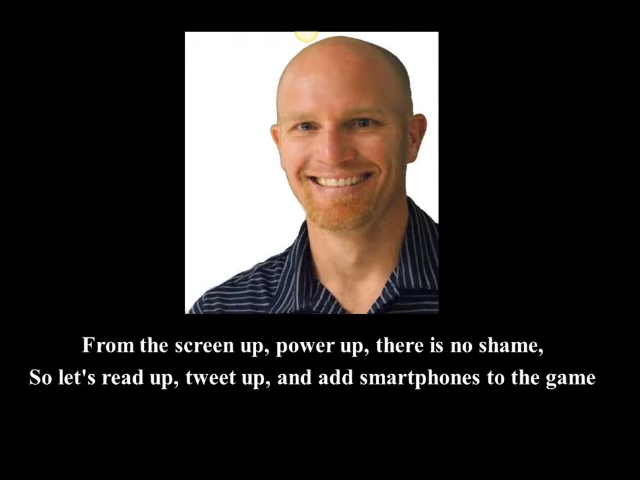 From the screen up, power up, there is no shame,
So let's read up, tweet up, and add smartphones to the game